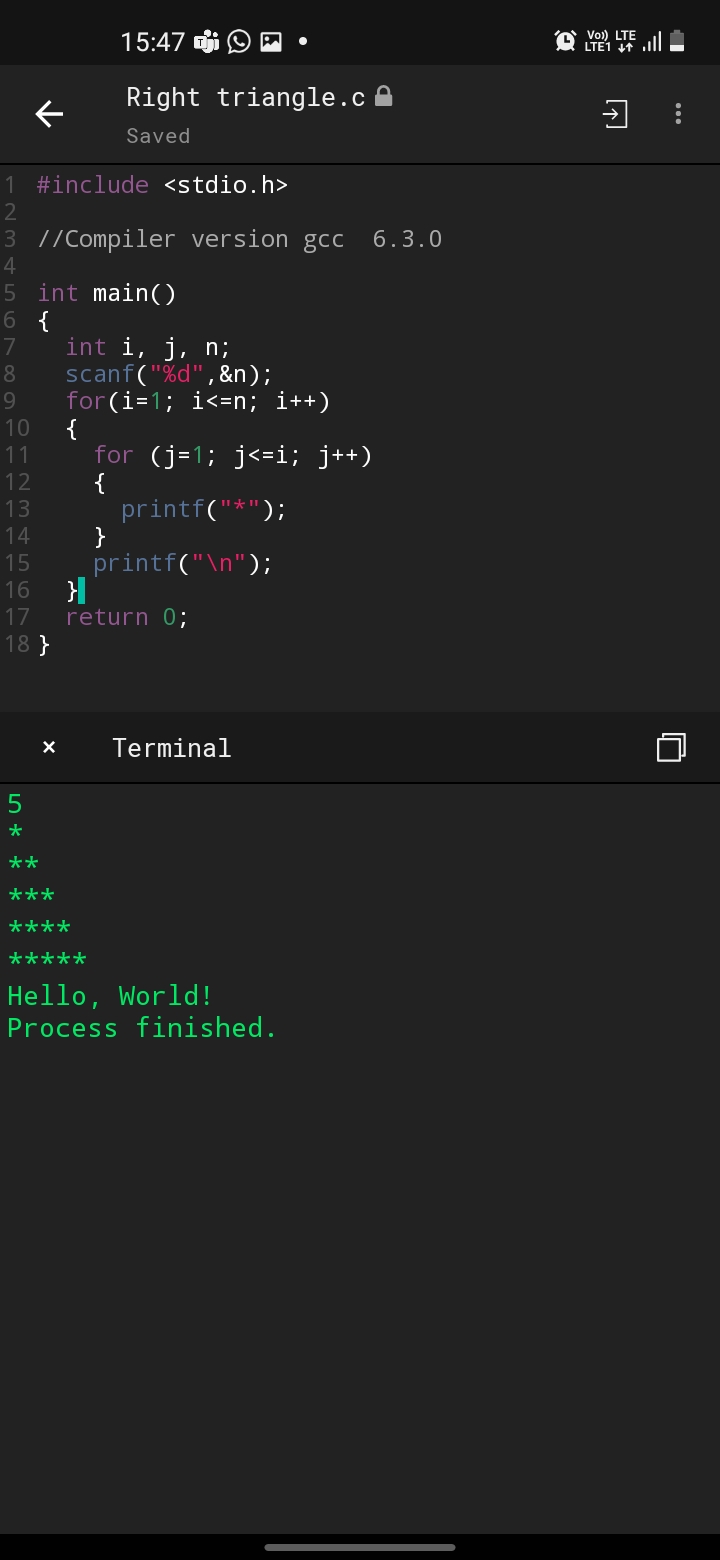 15:47 Vo)) LTE
LTE1
Right triangle.c
Saved
1 #include <stdio.h>
2
3 //Compiler version gcc  6.3.0
4
5 int main()
6 {
7   int i, j, n;
8   scanf("%d",&n);
9   for(i=1; i<=n; i++)
10   {
11     for (j=1; j<=i; j++)
12     {
13       printf("*");
14     }
15     printf("\n");
16   }
17   return 0;
18 }
× Terminal
5
*
**
***
****
*****
Hello, World!
Process finished.